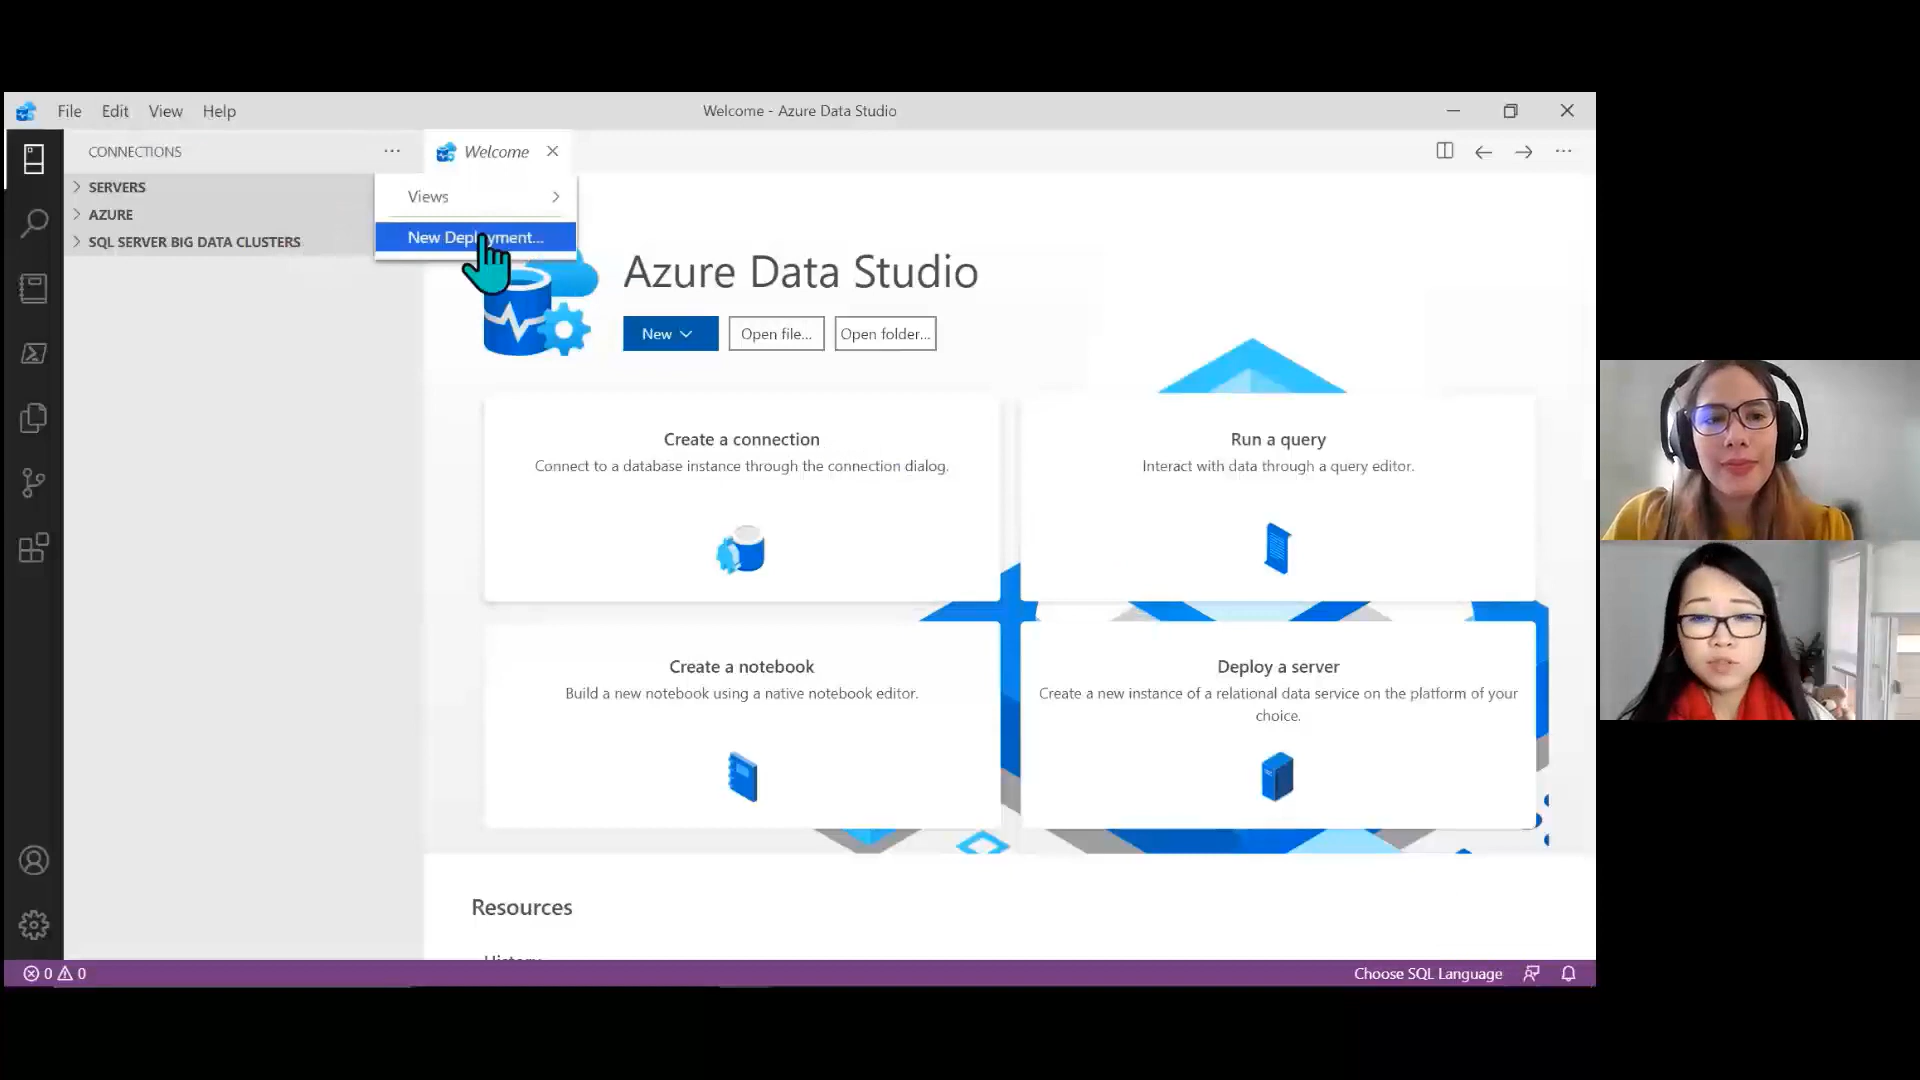 File Edit View Help
Welcome - Azure Data Studio
CONNECTIONS
Welcome
SERVERS
AZURE
SQL SERVER BIG DATA CLUSTERS
Views
New Deployment...
Azure Data Studio
New
Open file...
Open folder...
Create a connection
Connect to a database instance through the connection dialog.
Run a query
Interact with data through a query editor.
Create a notebook
Build a new notebook using a native notebook editor.
Deploy a server
Create a new instance of a relational data service on the platform of your
choice.
Resources
History
0 0
Choose SQL Language